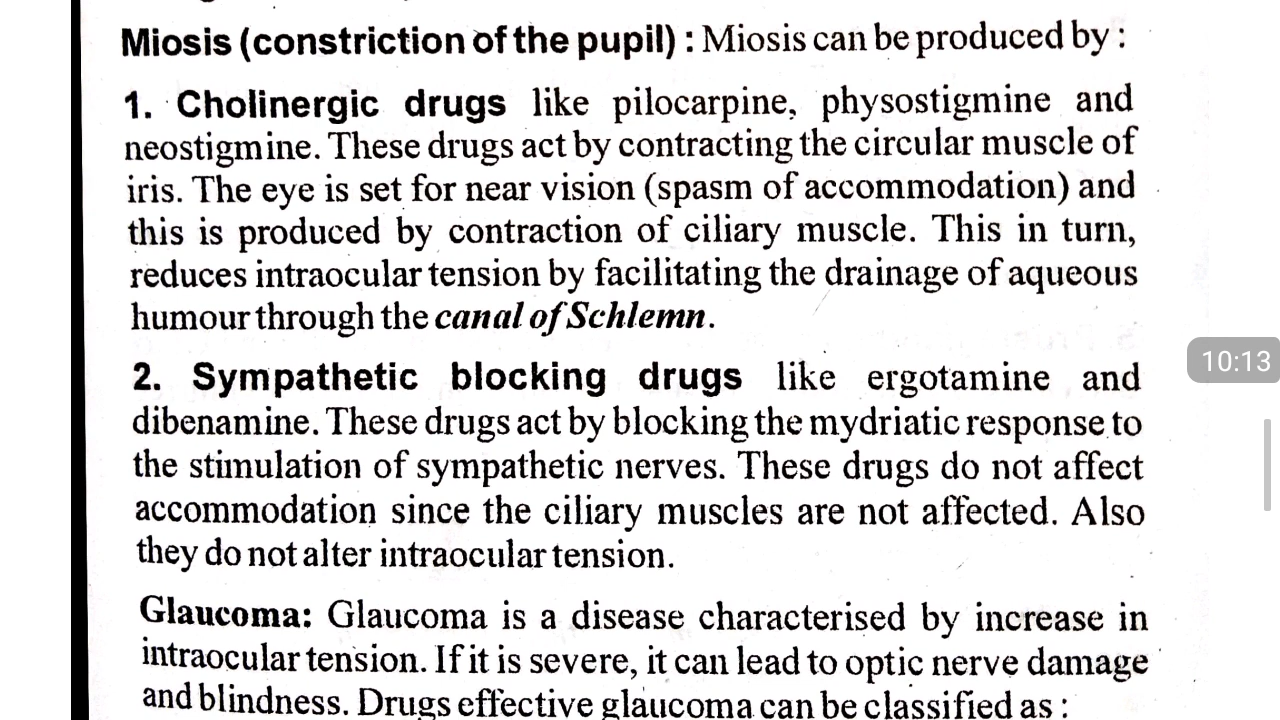 Miosis (constriction of the pupil) : Miosis can be produced by :
1. Cholinergic drugs like pilocarpine, physostigmine and
neostigmine. These drugs act by contracting the circular muscle of
iris. The eye is set for near vision (spasm of accommodation) and
this is produced by contraction of ciliary muscle. This in turn,
reduces intraocular tension by facilitating the drainage of aqueous
humour through the canal of Schlemn.
2. Sympathetic blocking drugs like ergotamine and
dibenamine. These drugs act by blocking the mydriatic response to
the stimulation of sympathetic nerves. These drugs do not affect
accommodation since the ciliary muscles are not affected. Also
they do not alter intraocular tension.
Glaucoma: Glaucoma is a disease characterised by increase in
intraocular tension. If it is severe, it can lead to optic nerve damage
and blindness. Drugs effective glaucoma can be classified as :
10:13